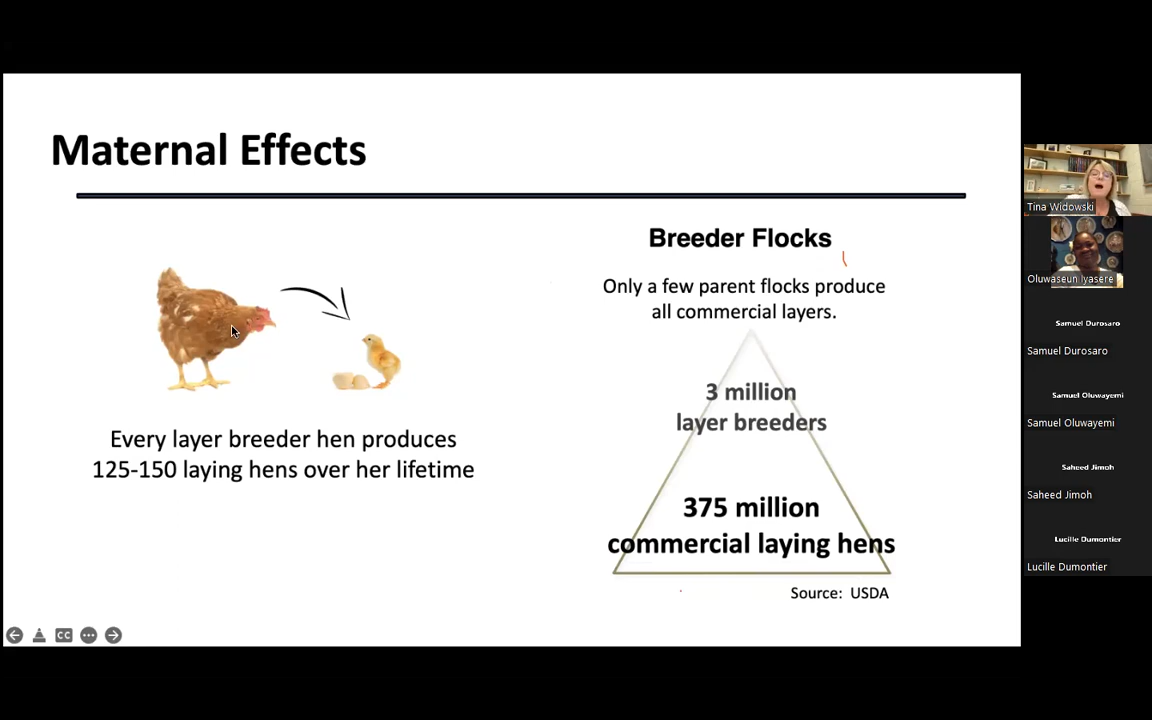 Maternal Effects
Breeder Flocks
Only a few parent flocks produce
all commercial layers.
3 million
layer breeders
375 million
commercial laying hens
Source: USDA
Every layer breeder hen produces
125-150 laying hens over her lifetime
CC
Tina Widowski
Oluwaseun Iyasere
Samuel Durosaro
Samuel Durosaro
Samuel Oluwayemi
Samuel Oluwayemi
Saheed Jimoh
Saheed Jimoh
Lucille Dumontier
Lucille Dumontier